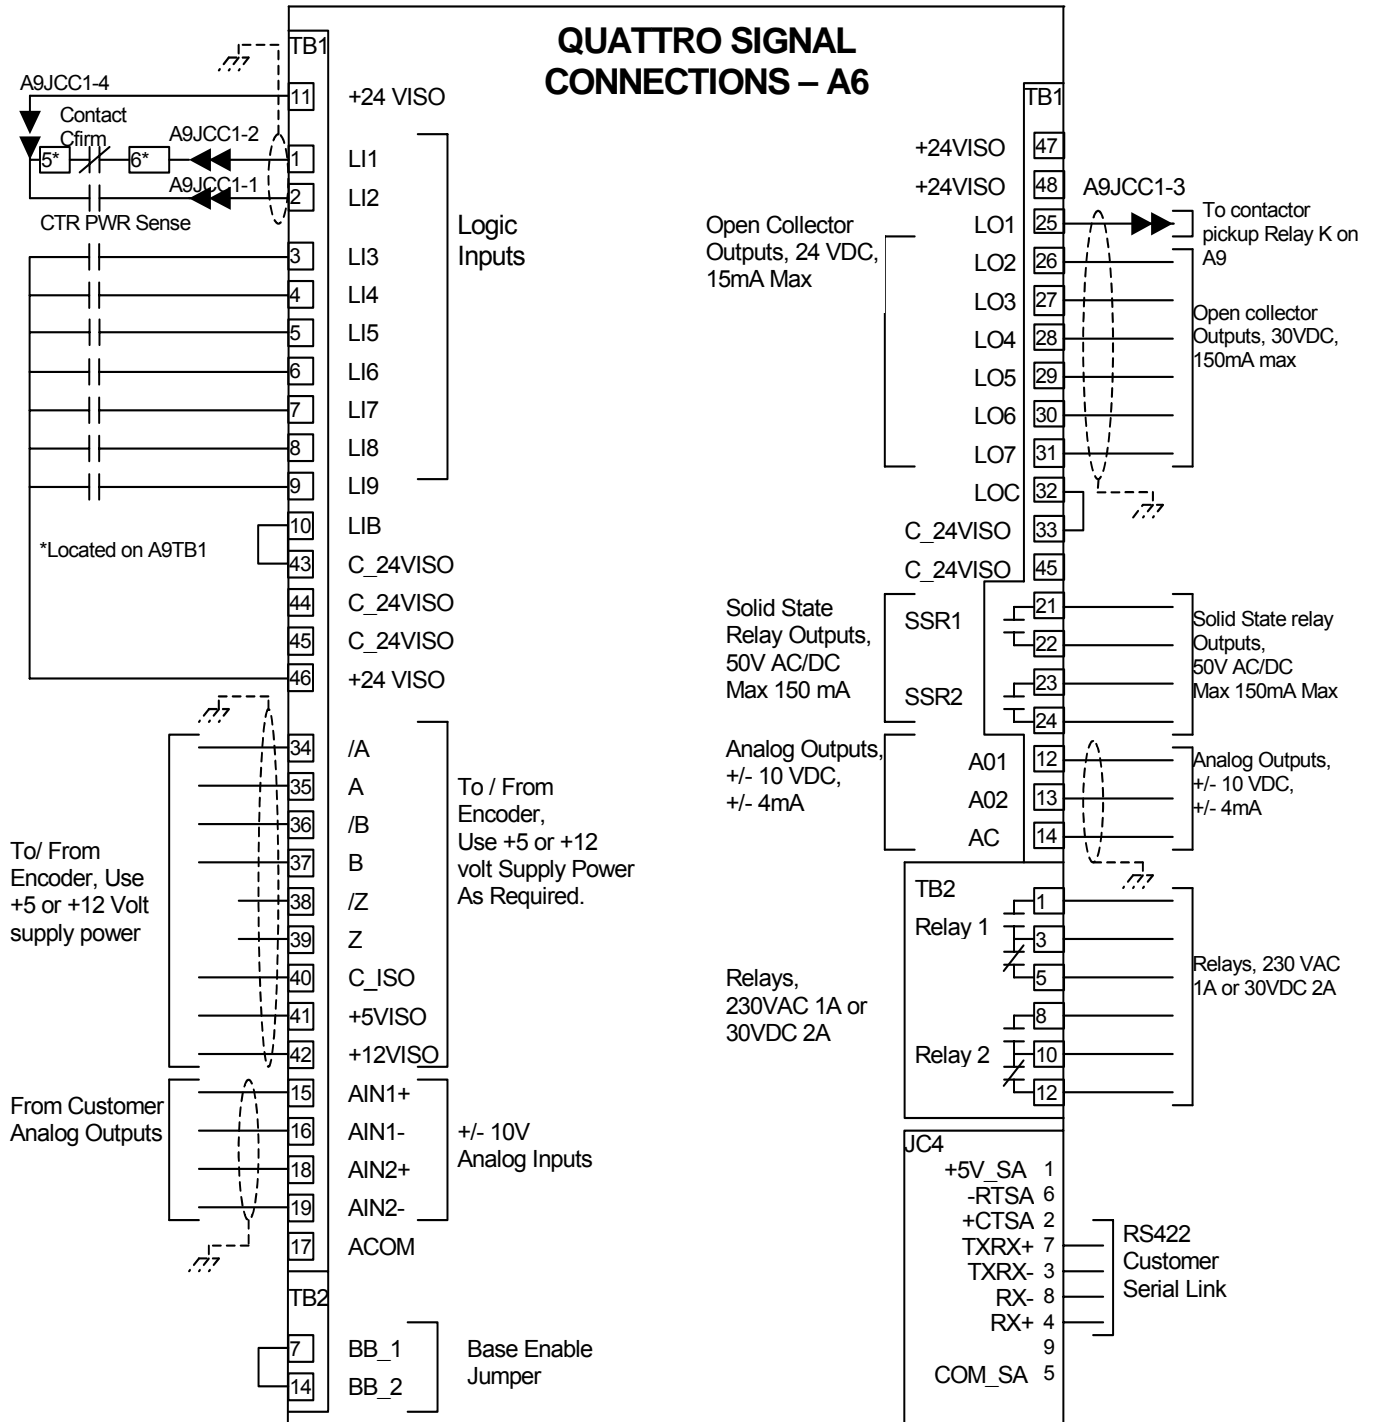 QUATTRO SIGNAL
CONNECTIONS – A6
TB1
A9JCC1-4
11 +24 VISO
Contact
Cfirm
A9JCC1-2
5* 6* 1 LI1
A9JCC1-1
2 LI2
CTR PWR Sense
Logic
Inputs
3 LI3
4 LI4
5 LI5
6 LI6
7 LI7
8 LI8
9 LI9
10 LIB
*Located on A9TB1
43 C_24VISO
44 C_24VISO
45 C_24VISO
46 +24 VISO
34 /A
35 A
36 /B
37 B
38 /Z
39 Z
40 C_ISO
41 +5VISO
42 +12VISO
To/ From
Encoder, Use
+5 or +12 Volt
supply power
To / From
Encoder,
Use +5 or +12
volt Supply Power
As Required.
15 AIN1+
16 AIN1-
18 AIN2+
19 AIN2-
17 ACOM
From Customer
Analog Outputs
+/- 10V
Analog Inputs
TB2
7 BB_1
14 BB_2
Base Enable
Jumper
TB1
+24VISO 47
+24VISO 48
A9JCC1-3
LO1 25
To contactor
pickup Relay K on
A9
Open Collector
Outputs, 24 VDC,
15mA Max
LO2 26
LO3 27
LO4 28
LO5 29
LO6 30
LO7 31
Open collector
Outputs, 30VDC,
150mA max
LOC 32
C_24VISO 33
C_24VISO 45
Solid State
Relay Outputs,
50V AC/DC
Max 150 mA
SSR1 21
22
SSR2 23
24
Solid State relay
Outputs,
50V AC/DC
Max 150mA Max
Analog Outputs,
+/- 10 VDC,
+/- 4mA
A01 12
A02 13
AC 14
Analog Outputs,
+/- 10 VDC,
+/- 4mA
TB2
Relay 1
1
3
5
Relays,
230VAC 1A or
30VDC 2A
Relay 2
8
10
12
Relays, 230 VAC
1A or 30VDC 2A
JC4
+5V_SA 1
-RTSA 6
+CTSA 2
TXRX+ 7
TXRX- 3
RX- 8
RX+ 4
9
COM_SA 5
RS422
Customer
Serial Link